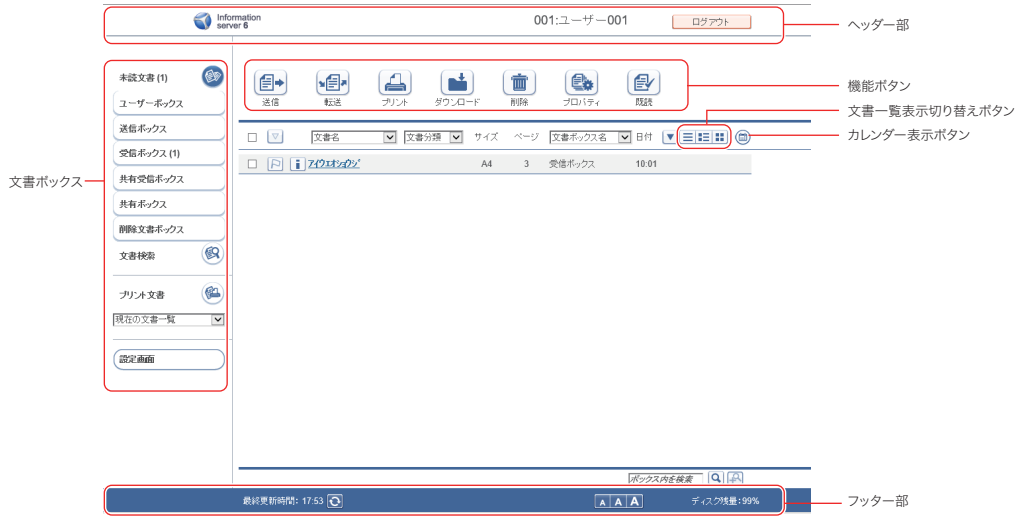 Information
server 6
001:ユーザー001
ログアウト
ヘッダー部
未読文書 (1)
ユーザーボックス
送信ボックス
受信ボックス (1)
共有受信ボックス
共有ボックス
削除文書ボックス
文書検索
プリント文書
現在の文書一覧
設定画面
文書ボックス
送信
転送
プリント
ダウンロード
削除
プロパティ
既読
機能ボタン
文書一覧表示切り替えボタン
カレンダー表示ボタン
文書名
文書分類
サイズ
ページ
文書ボックス名
日付
アイウエオショウジ
A4
3
受信ボックス
10:01
ボックス内を検索
最終更新時間: 17:53
A A A
ディスク残量:99%
フッター部